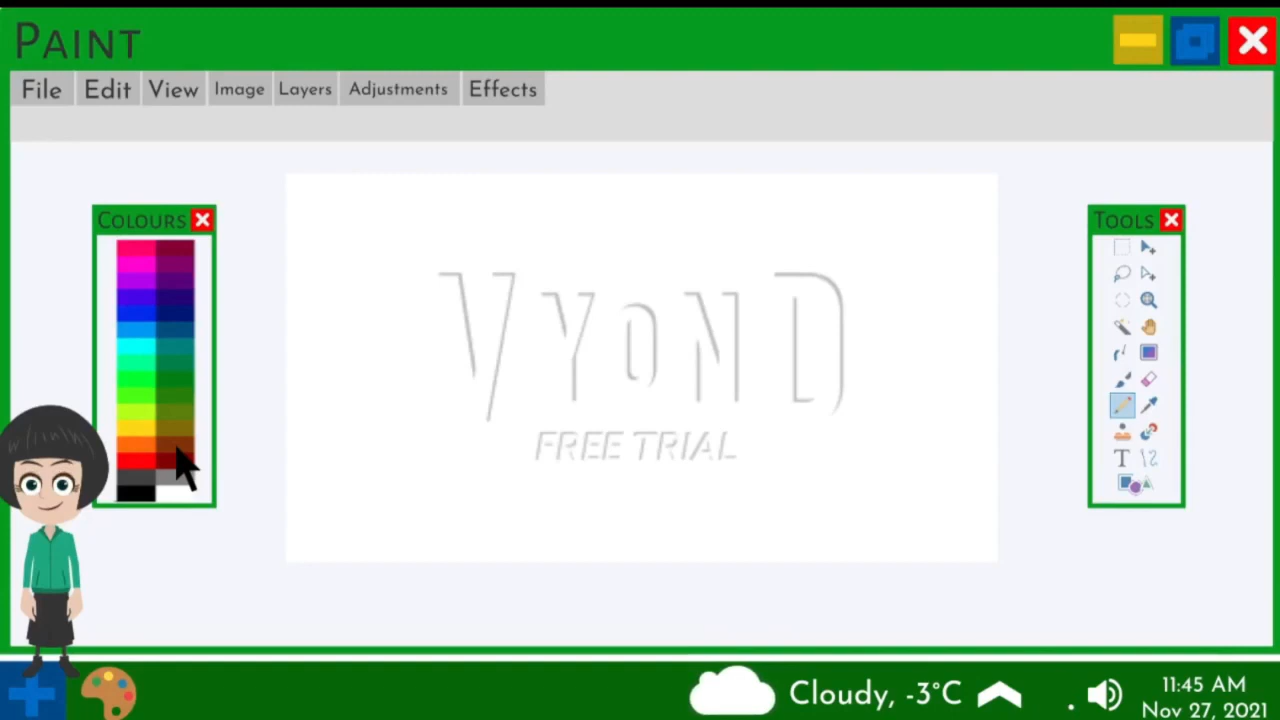 PAINT
File Edit View Image Layers Adjustments Effects
COLOURS
TOOLS
VYOND
FREE TRIAL
T
Cloudy, -3°C
11:45 AM
Nov 27, 2021